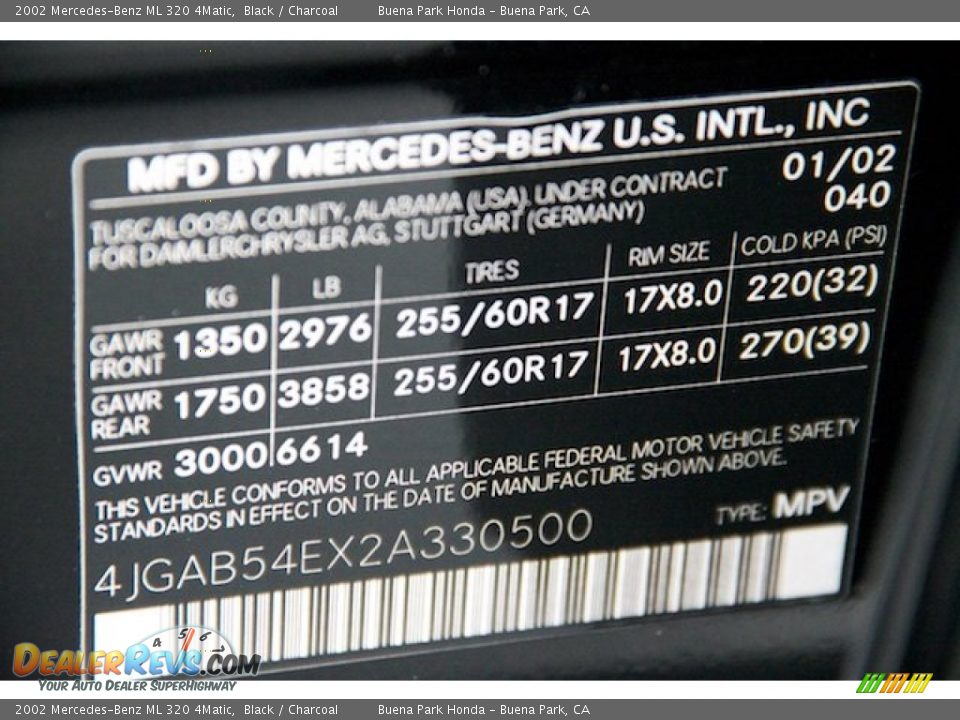 2002 Mercedes-Benz ML 320 4Matic, Black / Charcoal Buena Park Honda - Buena Park, CA
MFD BY MERCEDES-BENZ U.S. INTL., INC
TUSCALOOSA COUNTY, ALABAMA (USA). UNDER CONTRACT 01/02
FOR DAIMLERCHRYSLER AG, STUTTGART (GERMANY) 040
KG LB TIRES RIM SIZE COLD KPA (PSI)
GAWR FRONT 1350 2976 255/60R17 17X8.0 220(32)
GAWR REAR 1750 3858 255/60R17 17X8.0 270(39)
GVWR 3000 6614
THIS VEHICLE CONFORMS TO ALL APPLICABLE FEDERAL MOTOR VEHICLE SAFETY
STANDARDS IN EFFECT ON THE DATE OF MANUFACTURE SHOWN ABOVE.
4JGAB54EX2A330500 TYPE: MPV
4 5 6
DEALERREVS.COM
YOUR AUTO DEALER SUPERHIGHWAY
2002 Mercedes-Benz ML 320 4Matic, Black / Charcoal Buena Park Honda - Buena Park, CA